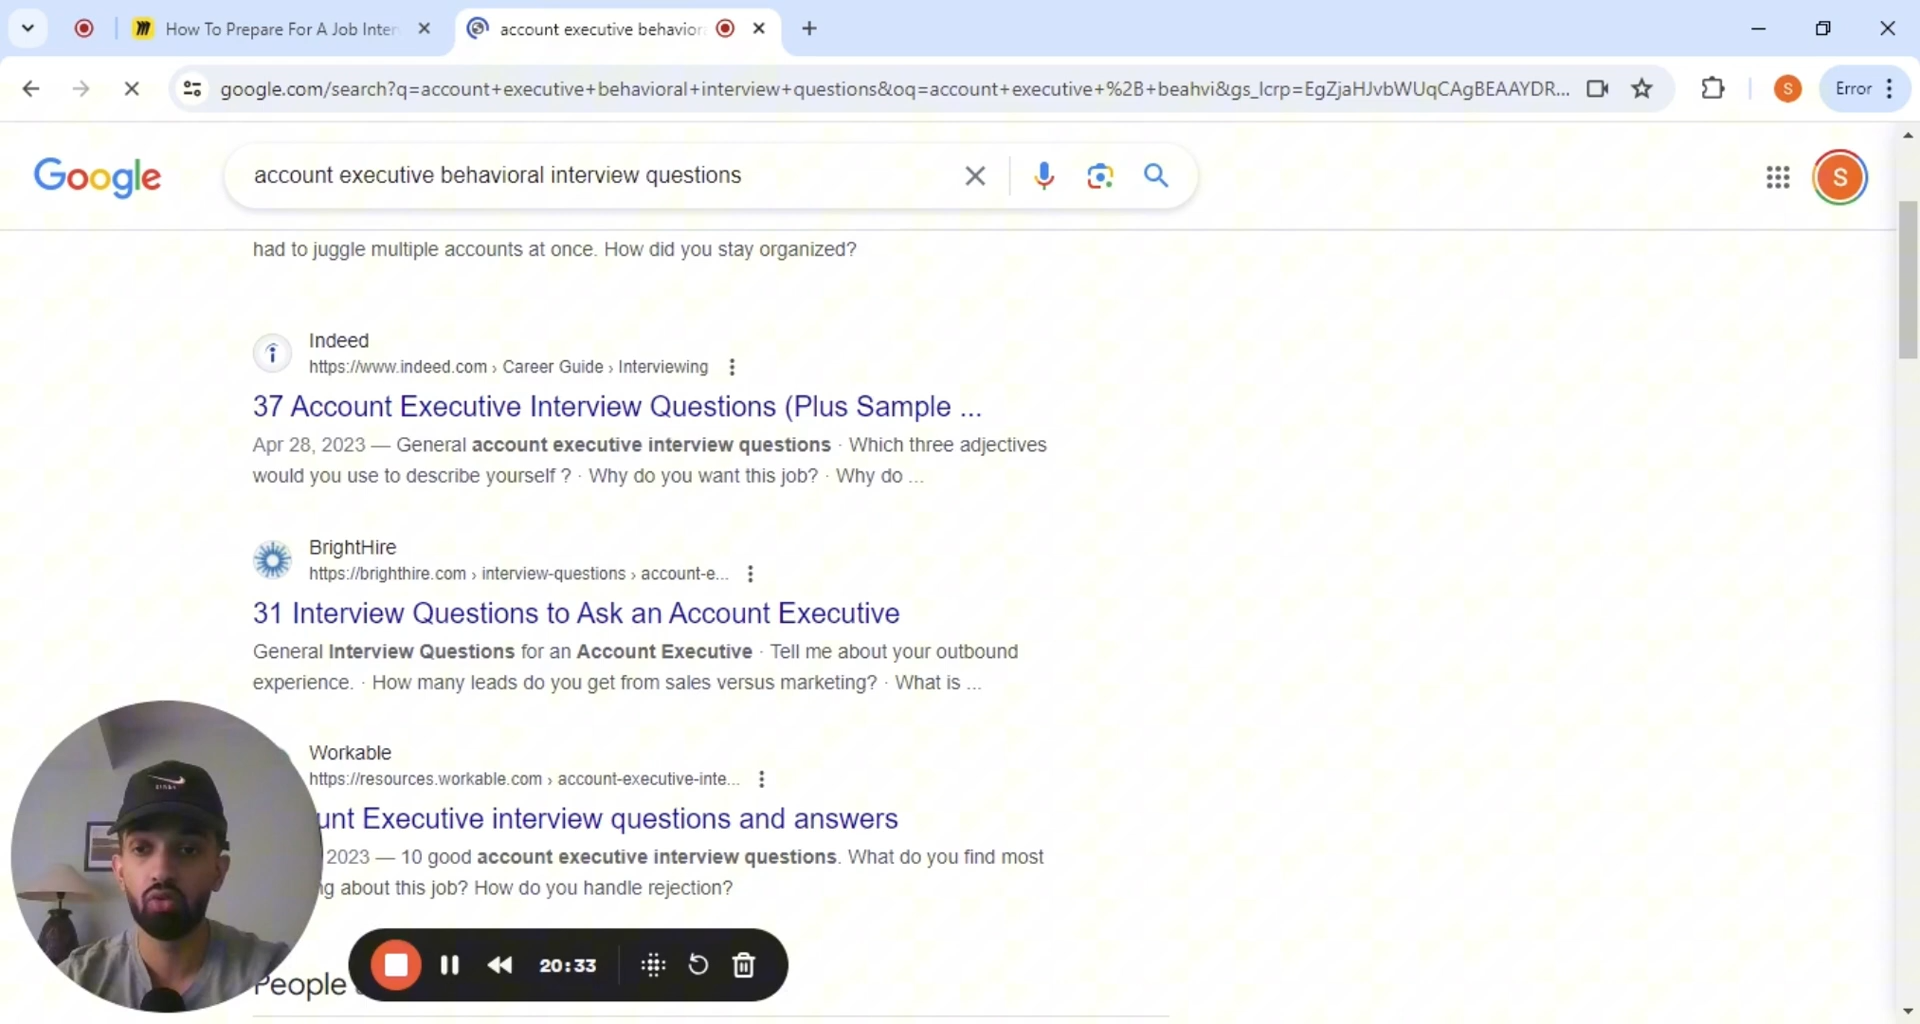 How To Prepare For A Job Inter
account executive behavior
google.com/search?q=account+executive+behavioral+interview+questions&oq=account+executive+%2B+beahvi&gs_lcrp=EgZjaHJvbWUqCAgBEAAYDR...
S
Error
Google
account executive behavioral interview questions
S
had to juggle multiple accounts at once. How did you stay organized?
Indeed
https://www.indeed.com › Career Guide › Interviewing
37 Account Executive Interview Questions (Plus Sample ...
Apr 28, 2023 — General account executive interview questions · Which three adjectives
would you use to describe yourself ? · Why do you want this job? · Why do ...
BrightHire
https://brighthire.com › interview-questions › account-e...
31 Interview Questions to Ask an Account Executive
General Interview Questions for an Account Executive · Tell me about your outbound
experience. · How many leads do you get from sales versus marketing? · What is ...
Workable
https://resources.workable.com › account-executive-inte...
unt Executive interview questions and answers
2023 — 10 good account executive interview questions. What do you find most
g about this job? How do you handle rejection?
20:33
People